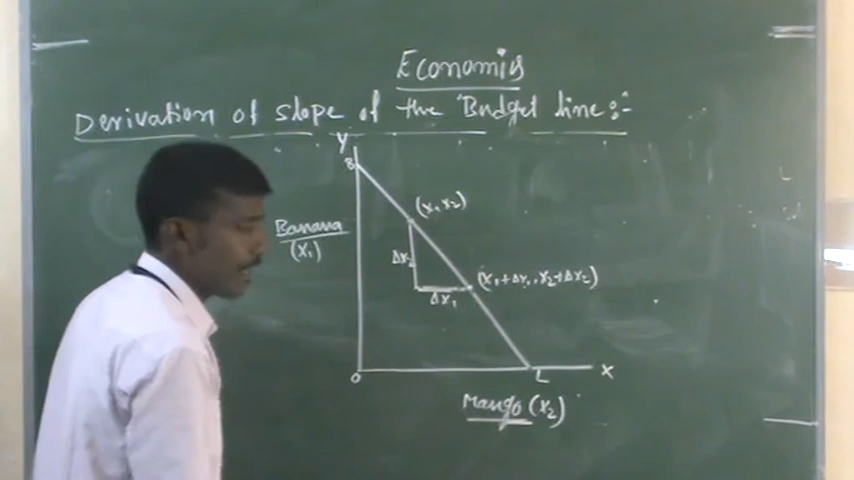 Economics
Derivation of slope of the Budget line:-
Y
B
(x₁, x₂)
Banana
(x₁)
Δx₂
(x₁+Δx₁, x₂+Δx₂)
Δx₁
O
L
X
Mango (x₂)